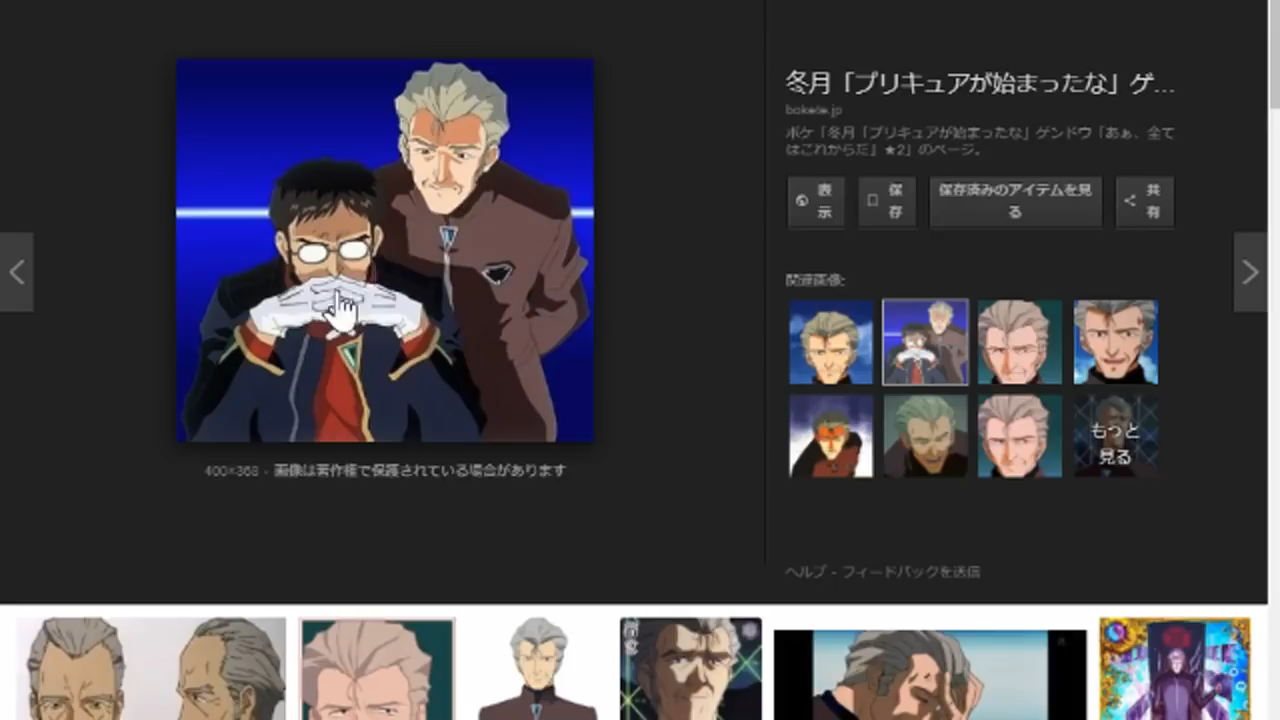 冬月「プリキュアが始まったな」ゲ...
bokete.jp
ボケ「冬月「プリキュアが始まったな」ゲンドウ「あぁ、全て
はこれからだ」★2」のページ。
表
示
保
存
保存済みのアイテムを見
る
共
有
関連画像:
もっと
見る
400×368 - 画像は著作権で保護されている場合があります
ヘルプ - フィードバックを送信